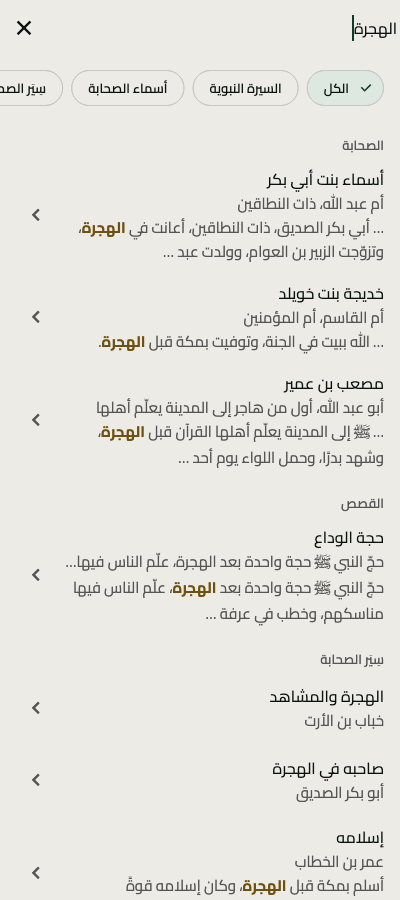 الهجرة
الكل
السيرة النبوية
أسماء الصحابة
سِيَر
الصحابة
أسماء بنت أبي بكر
أم عبد الله، ذات النطاقين
... أبي بكر الصديق، ذات النطاقين، أعانت في الهجرة،
وتزوّجت الزبير بن العوام، وولدت عبد ...
خديجة بنت خويلد
أم القاسم، أم المؤمنين
... الله ببيت في الجنة، وتوفيت بمكة قبل الهجرة.
مصعب بن عمير
أبو عبد الله، أول من هاجر إلى المدينة يعلّم أهلها
... ﷺ إلى المدينة يعلّم أهلها القرآن قبل الهجرة،
وشهد بدرًا، وحمل اللواء يوم أحد ...
القصص
حجة الوداع
حجّ النبي ﷺ حجة واحدة بعد الهجرة، علّم الناس فيها...
حجّ النبي ﷺ حجة واحدة بعد الهجرة، علّم الناس فيها
مناسكهم، وخطب في عرفة ...
سِيَر الصحابة
الهجرة والمشاهد
خباب بن الأرت
صاحبه في الهجرة
أبو بكر الصديق
إسلامه
عمر بن الخطاب
أسلم بمكة قبل الهجرة، وكان إسلامه قوةً